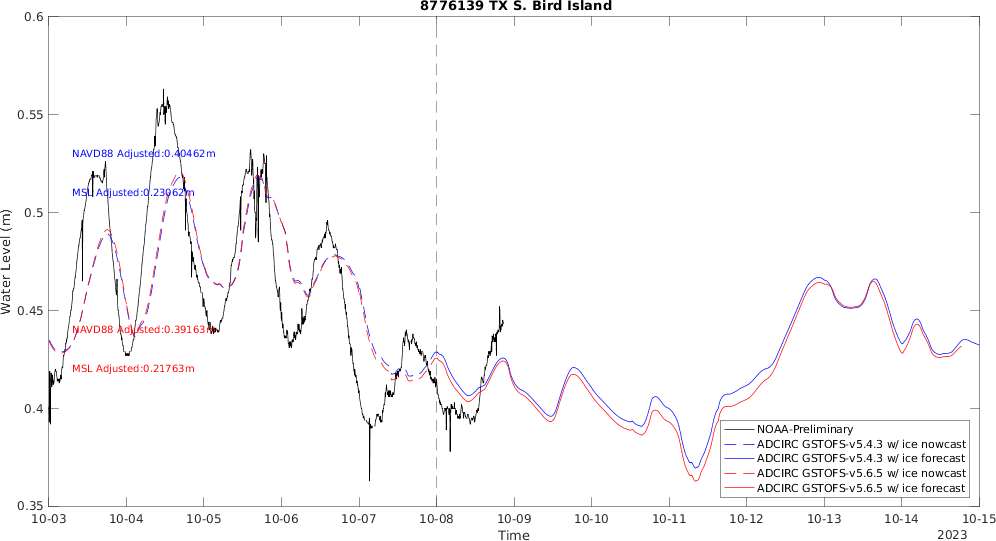 8776139 TX S. Bird Island
0.6
0.55
0.5
0.45
0.4
0.35
Water Level (m)
NAVD88 Adjusted:0.40462m
MSL Adjusted:0.23062m
NAVD88 Adjusted:0.39163m
MSL Adjusted:0.21763m
NOAA-Preliminary
ADCIRC GSTOFS-v5.4.3 w/ ice nowcast
ADCIRC GSTOFS-v5.4.3 w/ ice forecast
ADCIRC GSTOFS-v5.6.5 w/ ice nowcast
ADCIRC GSTOFS-v5.6.5 w/ ice forecast
10-03 10-04 10-05 10-06 10-07 10-08 10-09 10-10 10-11 10-12 10-13 10-14 10-15
Time
2023